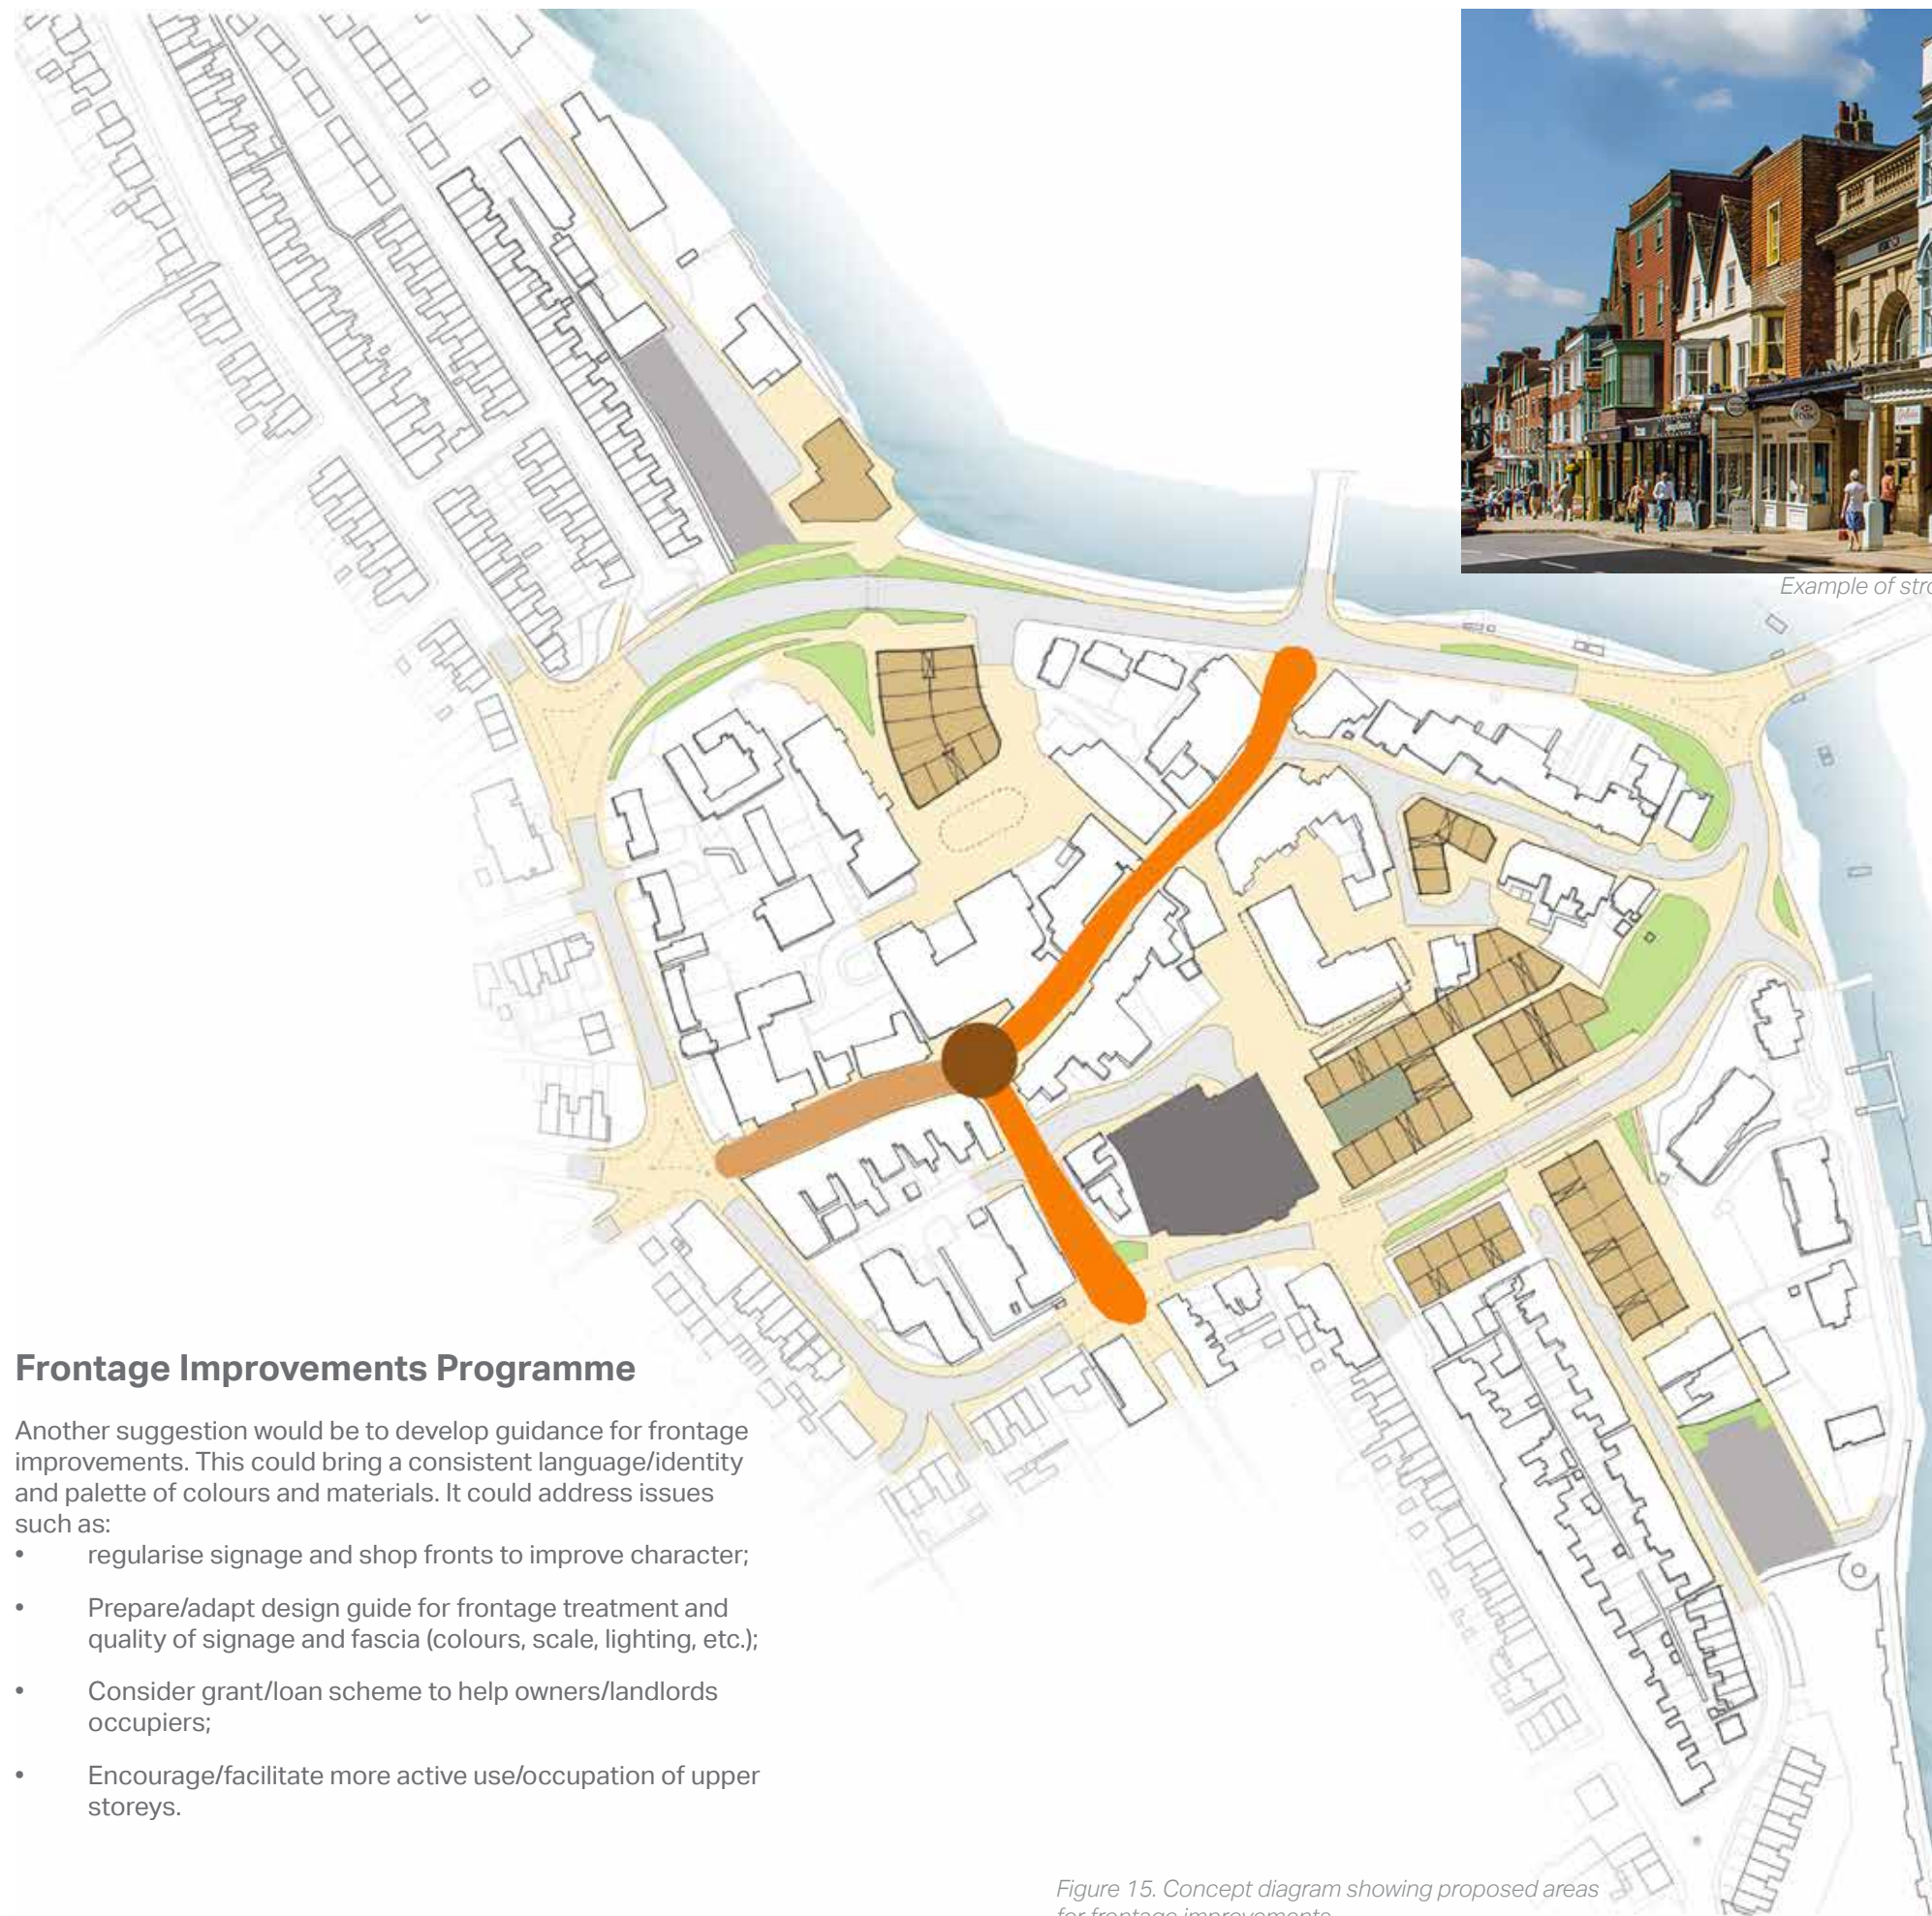 Example of stro
Frontage Improvements Programme
Another suggestion would be to develop guidance for frontage
improvements. This could bring a consistent language/identity
and palette of colours and materials. It could address issues
such as:
• regularise signage and shop fronts to improve character;
• Prepare/adapt design guide for frontage treatment and
quality of signage and fascia (colours, scale, lighting, etc.);
• Consider grant/loan scheme to help owners/landlords
occupiers;
• Encourage/facilitate more active use/occupation of upper
storeys.
Figure 15. Concept diagram showing proposed areas
for frontage improvements